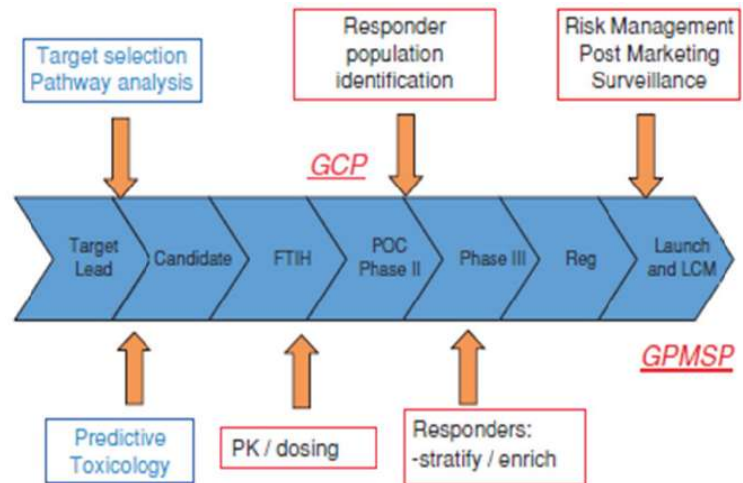 Target selection
Pathway analysis
Responder
population
identification
Risk Management
Post Marketing
Surveillance
GCP
Target
Lead
Candidate
FTIH
POC
Phase II
Phase III
Reg
Launch
and LCM
GPMSP
Predictive
Toxicology
PK / dosing
Responders:
-stratify / enrich